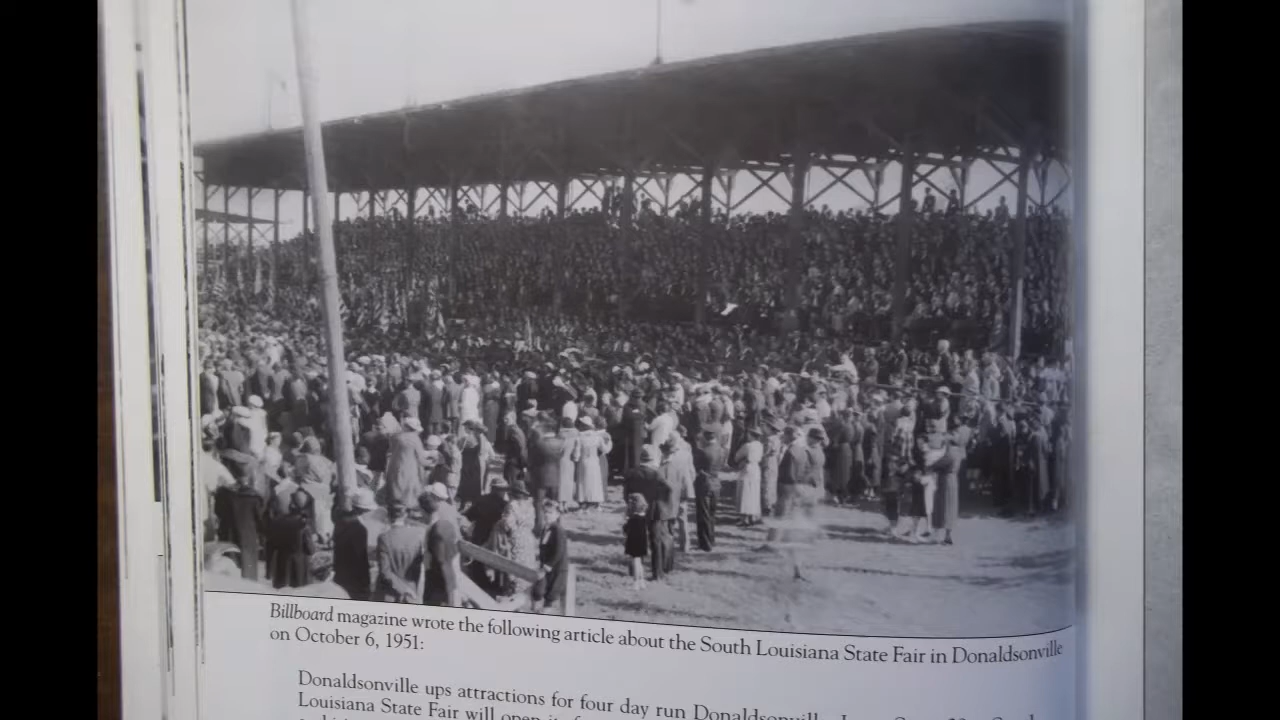 Billboard magazine wrote the following article about the South Louisiana State Fair in Donaldsonville
on October 6, 1951:
Donaldsonville ups attractions for four day run Donaldsonville,
Louisiana State Fair will open its